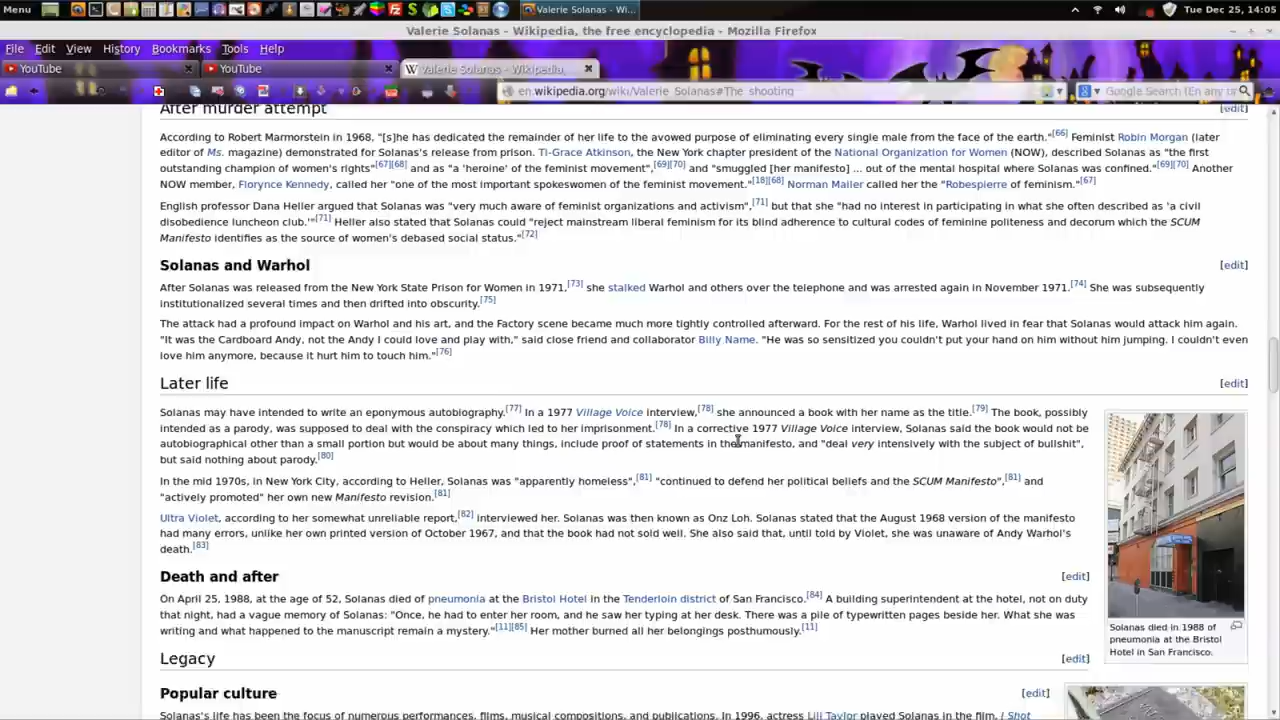 Menu
Valerie Solanas - Wi...
Tue Dec 25, 14:05
Valerie Solanas - Wikipedia, the free encyclopedia - Mozilla Firefox
File Edit View History Bookmarks Tools Help
YouTube
YouTube
Valerie Solanas - Wikipedia,
en.wikipedia.org/wiki/Valerie_Solanas#The_shooting
Google Search (En any
After murder attempt
[edit]
According to Robert Marmorstein in 1968, "[s]he has dedicated the remainder of her life to the avowed purpose of eliminating every single male from the face of the earth."[66] Feminist Robin Morgan (later
editor of Ms. magazine) demonstrated for Solanas's release from prison. Ti-Grace Atkinson, the New York chapter president of the National Organization for Women (NOW), described Solanas as "the first
outstanding champion of women's rights"[67][68] and as "a 'heroine' of the feminist movement",[69][70] and "smuggled [her manifesto] ... out of the mental hospital where Solanas was confined."[69][70] Another
NOW member, Florynce Kennedy, called her "one of the most important spokeswomen of the feminist movement."[18][68] Norman Mailer called her the "Robespierre of feminism."[67]
English professor Dana Heller argued that Solanas was "very much aware of feminist organizations and activism",[71] but that she "had no interest in participating in what she often described as 'a civil
disobedience luncheon club.'"[71] Heller also stated that Solanas could "reject mainstream liberal feminism for its blind adherence to cultural codes of feminine politeness and decorum which the SCUM
Manifesto identifies as the source of women's debased social status."[72]
Solanas and Warhol
[edit]
After Solanas was released from the New York State Prison for Women in 1971,[73] she stalked Warhol and others over the telephone and was arrested again in November 1971.[74] She was subsequently
institutionalized several times and then drifted into obscurity.[75]
The attack had a profound impact on Warhol and his art, and the Factory scene became much more tightly controlled afterward. For the rest of his life, Warhol lived in fear that Solanas would attack him again.
"It was the Cardboard Andy, not the Andy I could love and play with," said close friend and collaborator Billy Name. "He was so sensitized you couldn't put your hand on him without him jumping. I couldn't even
love him anymore, because it hurt him to touch him."[76]
Later life
[edit]
Solanas may have intended to write an eponymous autobiography.[77] In a 1977 Village Voice interview,[78] she announced a book with her name as the title.[79] The book, possibly
intended as a parody, was supposed to deal with the conspiracy which led to her imprisonment.[78] In a corrective 1977 Village Voice interview, Solanas said the book would not be
autobiographical other than a small portion but would be about many things, include proof of statements in the manifesto, and "deal very intensively with the subject of bullshit",
but said nothing about parody.[80]
In the mid 1970s, in New York City, according to Heller, Solanas was "apparently homeless",[81] "continued to defend her political beliefs and the SCUM Manifesto",[81] and
"actively promoted" her own new Manifesto revision.[81]
Ultra Violet, according to her somewhat unreliable report,[82] interviewed her. Solanas was then known as Onz Loh. Solanas stated that the August 1968 version of the manifesto
had many errors, unlike her own printed version of October 1967, and that the book had not sold well. She also said that, until told by Violet, she was unaware of Andy Warhol's
death.[83]
Solanas died in 1988 of
pneumonia at the Bristol
Hotel in San Francisco.
Death and after
[edit]
On April 25, 1988, at the age of 52, Solanas died of pneumonia at the Bristol Hotel in the Tenderloin district of San Francisco.[84] A building superintendent at the hotel, not on duty
that night, had a vague memory of Solanas: "Once, he had to enter her room, and he saw her typing at her desk. There was a pile of typewritten pages beside her. What she was
writing and what happened to the manuscript remain a mystery."[11][85] Her mother burned all her belongings posthumously.[11]
Legacy
[edit]
Popular culture
[edit]
Solanas's life has been the focus of numerous performances, films, musical compositions, and publications. In 1996, actress Lili Taylor played Solanas in the film, I Shot